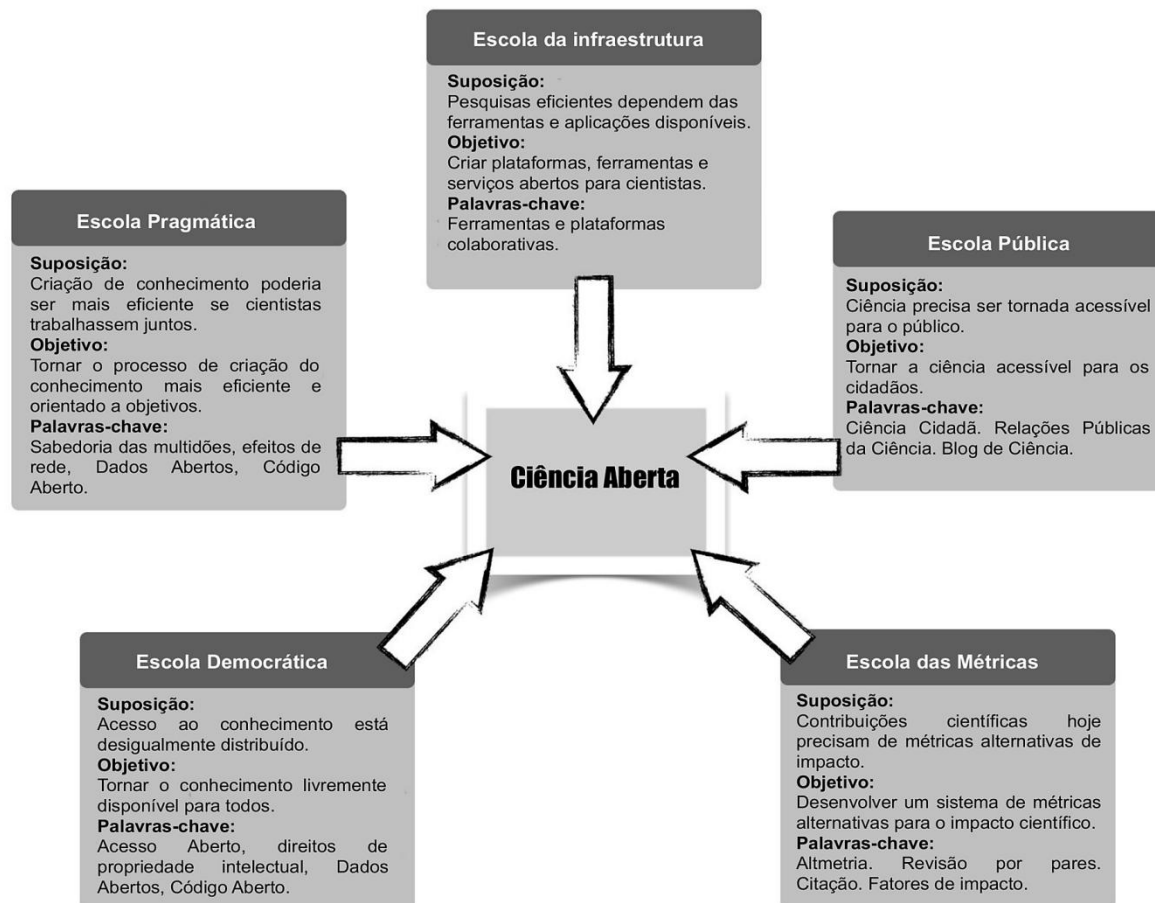 Escola da infraestrutura
Suposição:
Pesquisas eficientes dependem das
ferramentas e aplicações disponíveis.
Objetivo:
Criar plataformas, ferramentas e
serviços abertos para cientistas.
Palavras-chave:
Ferramentas e plataformas
colaborativas.
Escola Pragmática
Suposição:
Criação de conhecimento poderia
ser mais eficiente se cientistas
trabalhassem juntos.
Objetivo:
Tornar o processo de criação do
conhecimento mais eficiente e
orientado a objetivos.
Palavras-chave:
Sabedoria das multidões, efeitos de
rede, Dados Abertos, Código
Aberto.
Escola Pública
Suposição:
Ciência precisa ser tornada acessível
para o público.
Objetivo:
Tornar a ciência acessível para os
cidadãos.
Palavras-chave:
Ciência Cidadã. Relações Públicas
da Ciência. Blog de Ciência.
Ciência Aberta
Escola Democrática
Suposição:
Acesso ao conhecimento está
desigualmente distribuído.
Objetivo:
Tornar o conhecimento livremente
disponível para todos.
Palavras-chave:
Acesso Aberto, direitos de
propriedade intelectual, Dados
Abertos, Código Aberto.
Escola das Métricas
Suposição:
Contribuições científicas hoje
precisam de métricas alternativas de
impacto.
Objetivo:
Desenvolver um sistema de métricas
alternativas para o impacto científico.
Palavras-chave:
Altmetria. Revisão por pares.
Citação. Fatores de impacto.